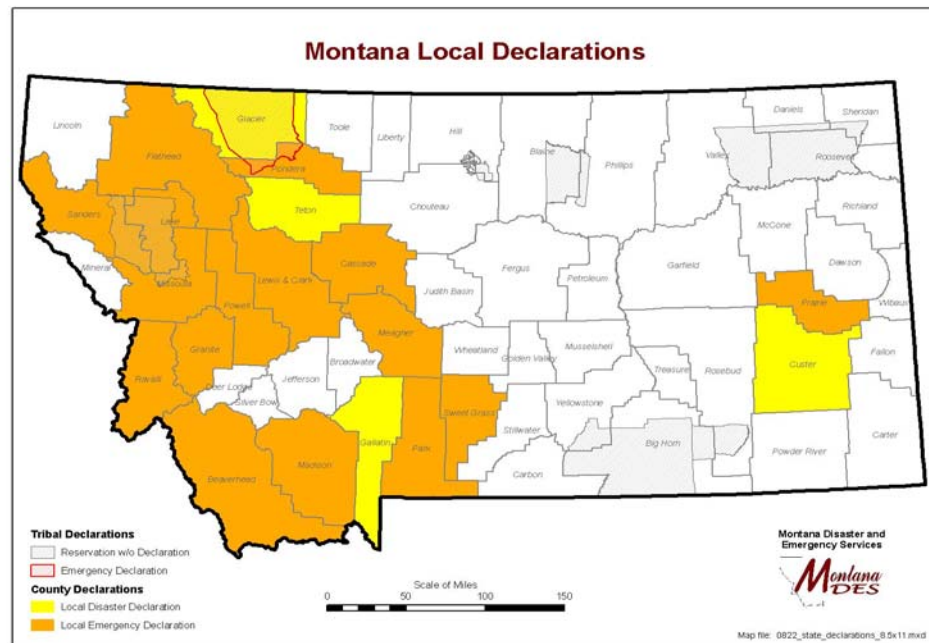 Montana Local Declarations
Lincoln
Glacier
Toole
Liberty
Hill
Blaine
Phillips
Valley
Daniels
Sheridan
Roosevelt
Flathead
Pondera
Teton
Chouteau
Sanders
Lake
Mineral
Missoula
Powell
Lewis & Clark
Cascade
Judith Basin
Fergus
Petroleum
Garfield
McCone
Richland
Dawson
Wibaux
Prairie
Ravalli
Granite
Deer Lodge
Silver Bow
Jefferson
Broadwater
Meagher
Wheatland
Golden Valley
Musselshell
Treasure
Rosebud
Custer
Fallon
Beaverhead
Madison
Gallatin
Park
Sweet Grass
Stillwater
Yellowstone
Carbon
Big Horn
Powder River
Carter
Tribal Declarations
Reservation w/o Declaration
Emergency Declaration
County Declarations
Local Disaster Declaration
Local Emergency Declaration
Scale of Miles
0 50 100 150
Montana Disaster and
Emergency Services
Montana
DES
Map file: 0822_state_declarations_8.5x11.mxd